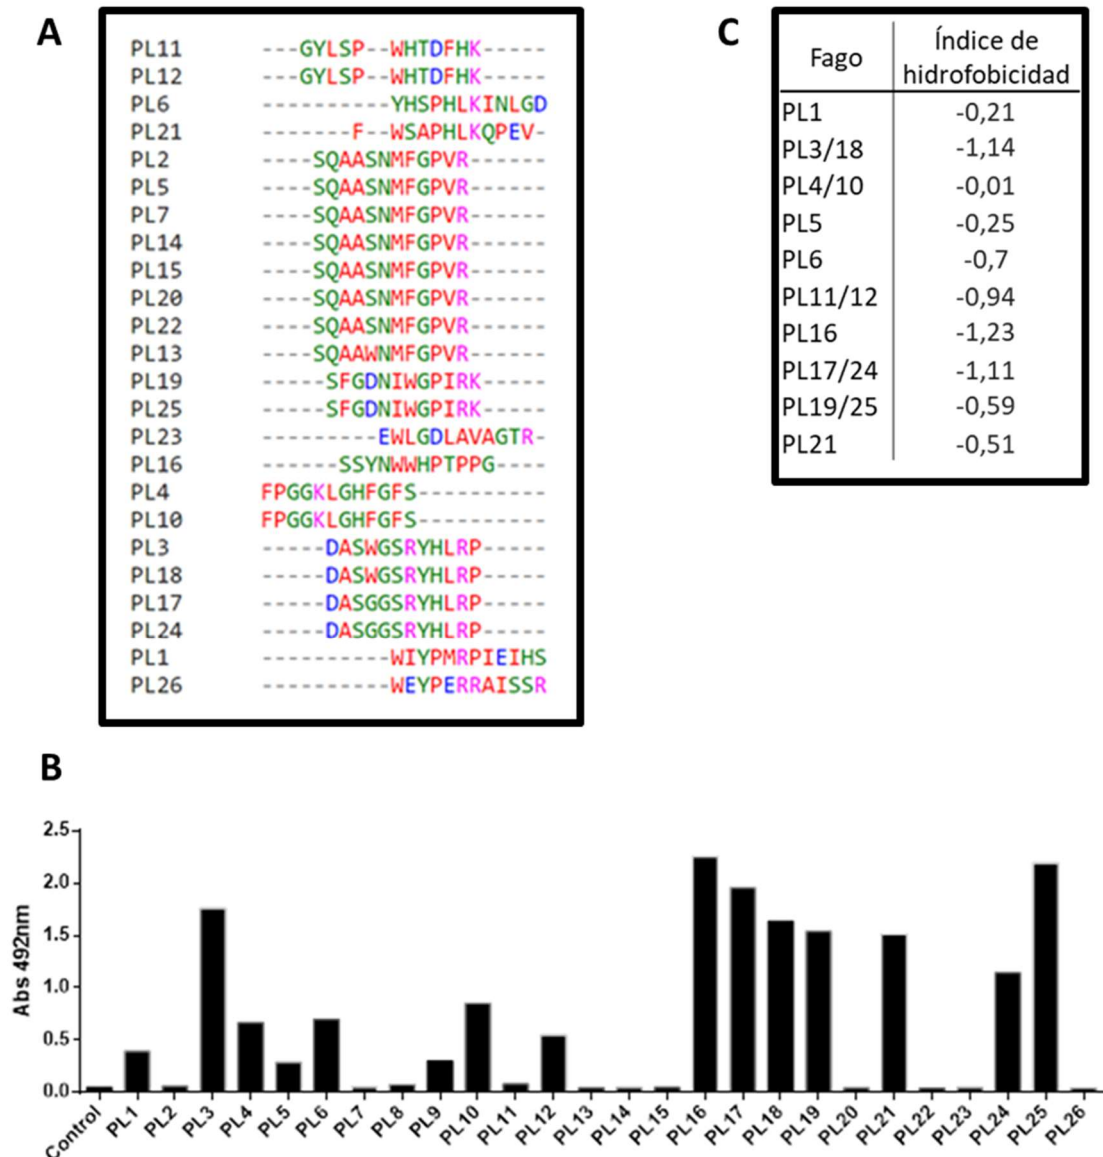 A
PL11 ---GYLSP--WHTDFHK-----
PL12 ---GYLSP--WHTDFHK-----
PL6 ----------YHSPHLKINLGD
PL21 -------F--WSAPHLKQPEV-
PL2 ----SQAASNMFGPVR------
PL5 ----SQAASNMFGPVR------
PL7 ----SQAASNMFGPVR------
PL14 ----SQAASNMFGPVR------
PL15 ----SQAASNMFGPVR------
PL20 ----SQAASNMFGPVR------
PL22 ----SQAASNMFGPVR------
PL13 ----SQAAWNMFGPVR------
PL19 -----SFGDNIWGPIRK-----
PL25 -----SFGDNIWGPIRK-----
PL23 ---------EWLGDLAVAGTR-
PL16 ------SSYNWWHPTPPG----
PL4 FPGGKLGHFGFS----------
PL10 FPGGKLGHFGFS----------
PL3 -----DASWGSRYHLRP-----
PL18 -----DASWGSRYHLRP-----
PL17 -----DASGGSRYHLRP-----
PL24 -----DASGGSRYHLRP-----
PL1 ----------WIYPMRPIEIHS
PL26 ----------WEYPERRAISSR
C
Fago Índice de
hidrofobicidad
PL1 -0,21
PL3/18 -1,14
PL4/10 -0,01
PL5 -0,25
PL6 -0,7
PL11/12 -0,94
PL16 -1,23
PL17/24 -1,11
PL19/25 -0,59
PL21 -0,51
B
Abs 492nm
2.5
2.0
1.5
1.0
0.5
0.0
Control PL1 PL2 PL3 PL4 PL5 PL6 PL7 PL8 PL9 PL10 PL11 PL12 PL13 PL14 PL15 PL16 PL17 PL18 PL19 PL20 PL21 PL22 PL23 PL24 PL25 PL26